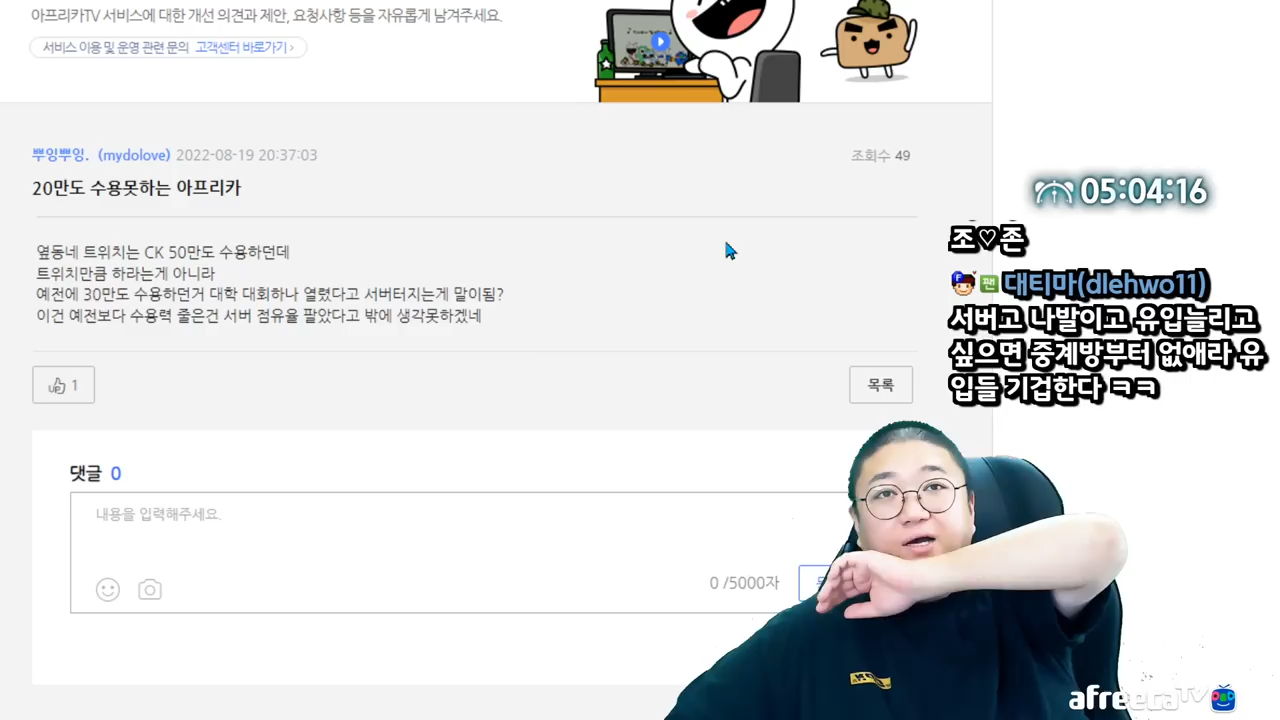 아프리카TV 서비스에 대한 개선 의견과 제안, 요청사항 등을 자유롭게 남겨주세요.
서비스 이용 및 운영 관련 문의 고객센터 바로가기 ›
뿌잉뿌잉. (mydolove) 2022-08-19 20:37:03
조회수 49
20만도 수용못하는 아프리카
옆동네 트위치는 CK 50만도 수용하던데
트위치만큼 하라는게 아니라
예전에 30만도 수용하던거 대학 대회하나 열렸다고 서버터지는게 말이됨?
이건 예전보다 수용력 줄은건 서버 점유율 팔았다고 밖에 생각못하겠네
UP 1
목록
댓글 0
내용을 입력해주세요.
0 /5000자
05:04:16
조♡존
팬 대티마(dlehwo11)
서버고 나발이고 유입늘리고
싶으면 중계방부터 없애라 유
입들 기겁한다 ㅋㅋ
afreecaTV